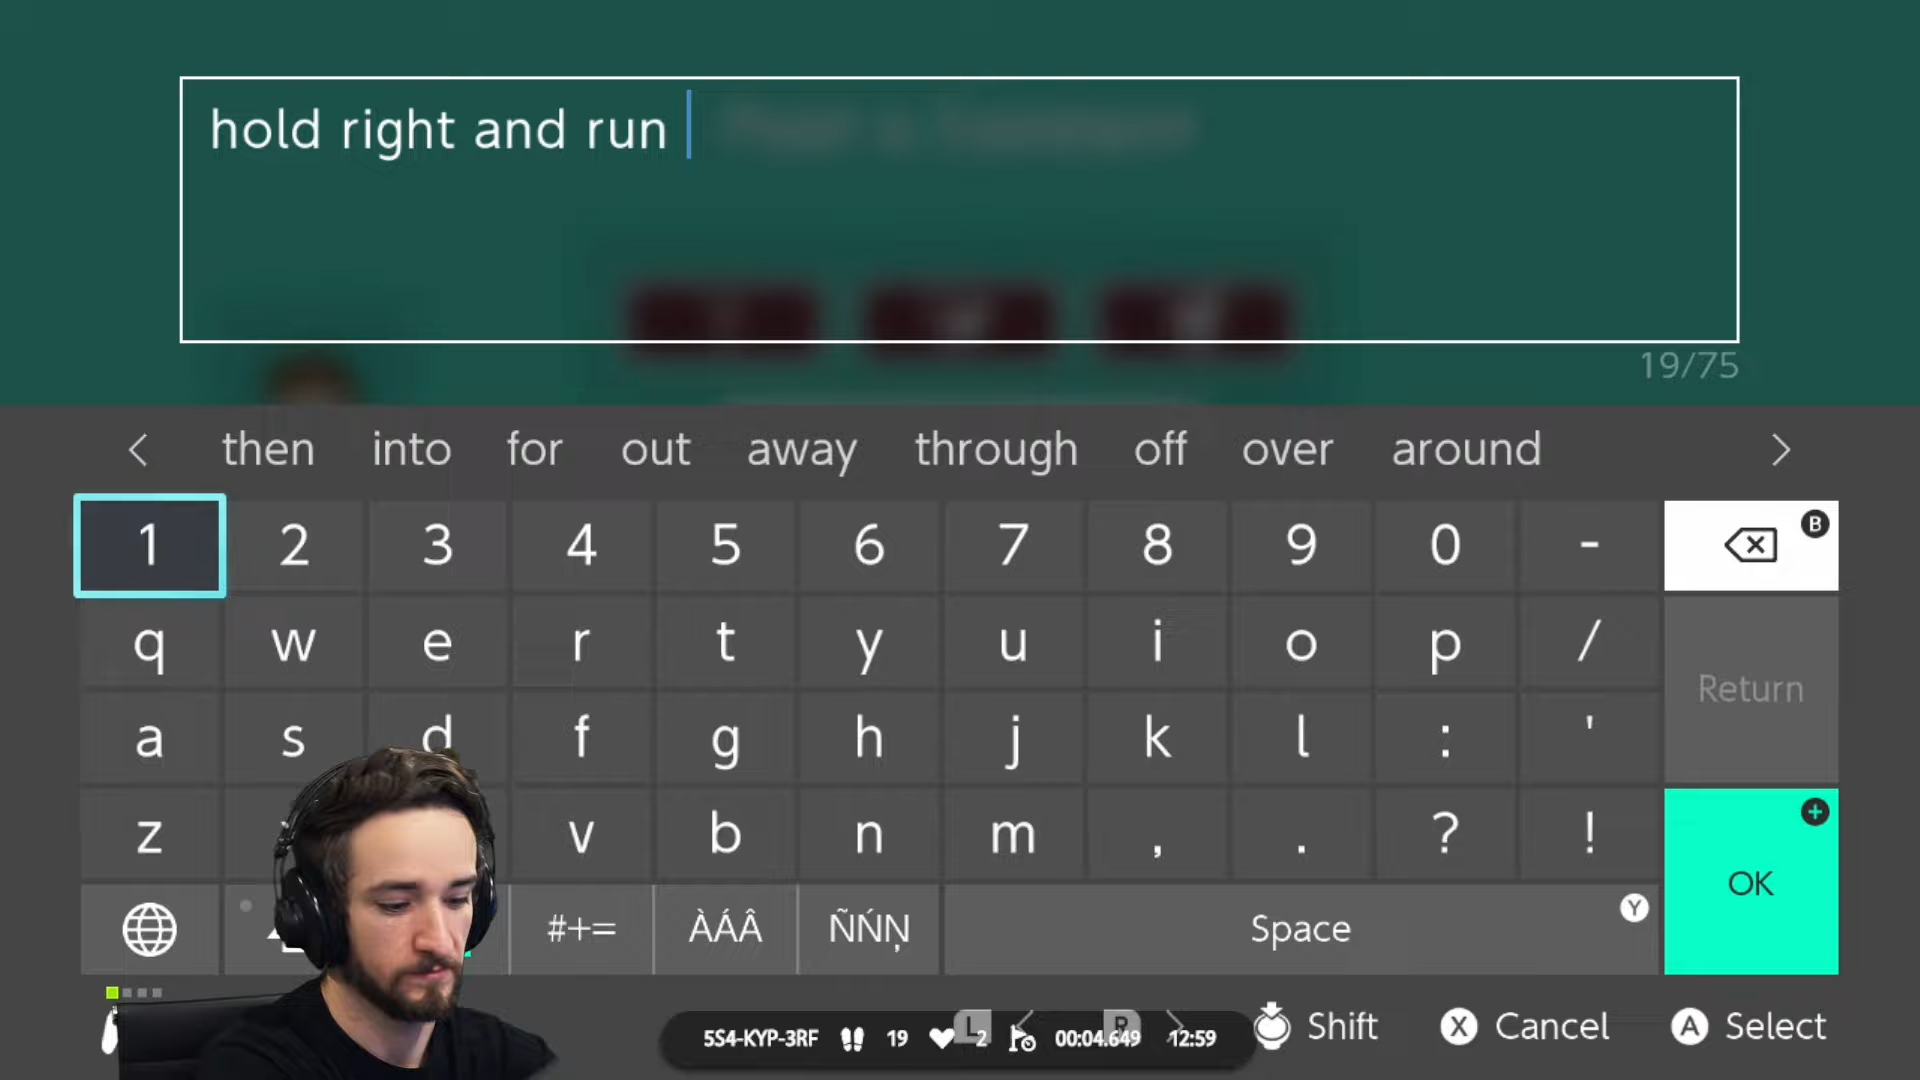 hold right and run
19/75
then into for out away through off over around
1 2 3 4 5 6 7 8 9 0 - B
q w e r t y u i o p / Return
a s d f g h j k l : '
z v b n m , . ? ! + OK
#+= ÀÁÂ ÑŃŅ Space Y
L R Shift X Cancel A Select
5S4-KYP-3RF 19 2 00:04.649 12:59